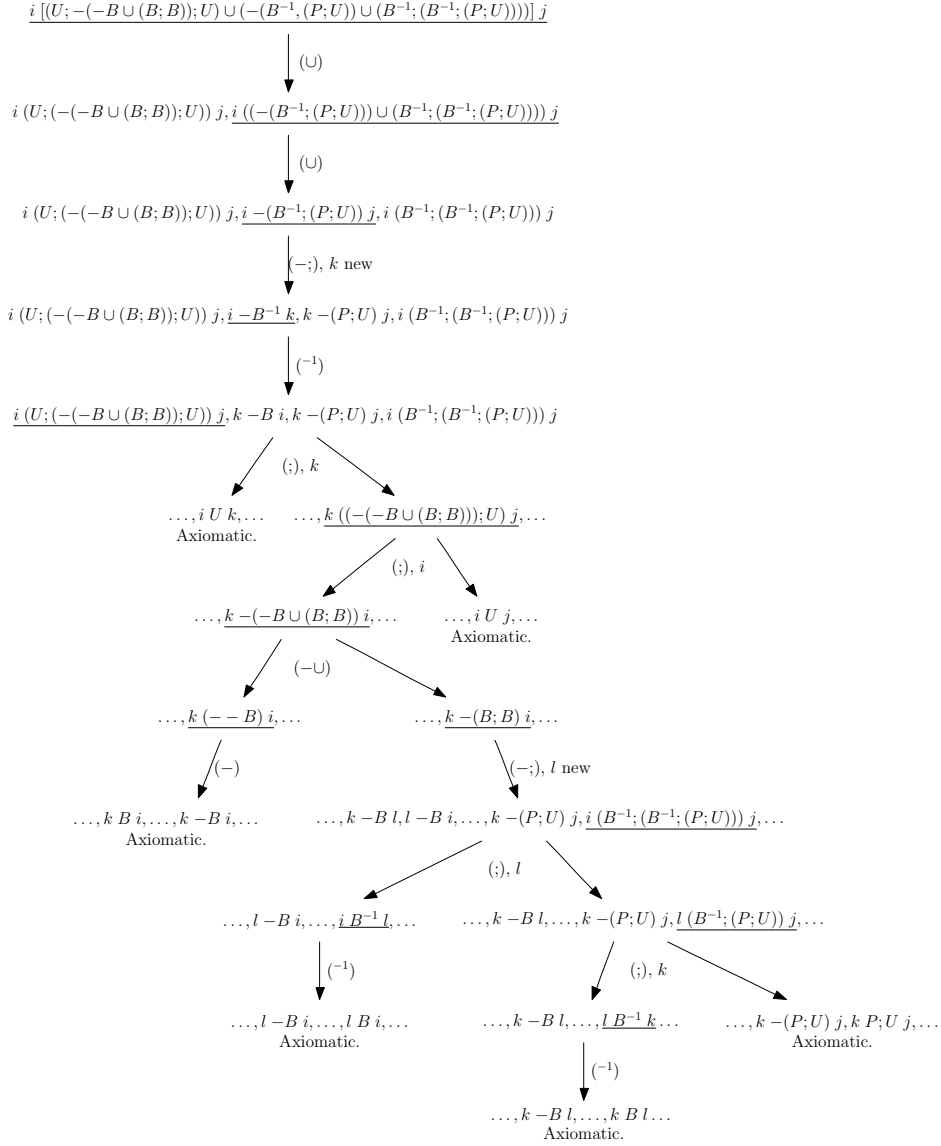 i [(U; −(−B ∪ (B; B)); U) ∪ (−(B⁻¹, (P; U)) ∪ (B⁻¹; (B⁻¹; (P; U))))] j
(∪)
i (U; (−(−B ∪ (B; B)); U)) j, i ((−(B⁻¹; (P; U))) ∪ (B⁻¹; (B⁻¹; (P; U)))) j
(∪)
i (U; (−(−B ∪ (B; B)); U)) j, i −(B⁻¹; (P; U)) j, i (B⁻¹; (B⁻¹; (P; U))) j
(−;), k new
i (U; (−(−B ∪ (B; B)); U)) j, i −B⁻¹ k, k −(P; U) j, i (B⁻¹; (B⁻¹; (P; U))) j
(⁻¹)
i (U; (−(−B ∪ (B; B)); U)) j, k −B i, k −(P; U) j, i (B⁻¹; (B⁻¹; (P; U))) j
(;), k
..., i U k, ... ..., k ((−(−B ∪ (B; B))); U) j, ...
Axiomatic.
(;), i
..., k −(−B ∪ (B; B)) i, ... ..., i U j, ...
Axiomatic.
(−∪)
..., k (− − B) i, ... ..., k −(B; B) i, ...
(−) (−;), l new
..., k B i, ..., k −B i, ... ..., k −B l, l −B i, ..., k −(P; U) j, i (B⁻¹; (B⁻¹; (P; U))) j, ...
Axiomatic.
(;), l
..., l −B i, ..., i B⁻¹ l, ... ..., k −B l, ..., k −(P; U) j, l (B⁻¹; (P; U)) j, ...
(⁻¹) (;), k
..., l −B i, ..., l B i, ... ..., k −B l, ..., l B⁻¹ k ... ..., k −(P; U) j, k P; U j, ...
Axiomatic. Axiomatic.
(⁻¹)
..., k −B l, ..., k B l ...
Axiomatic.